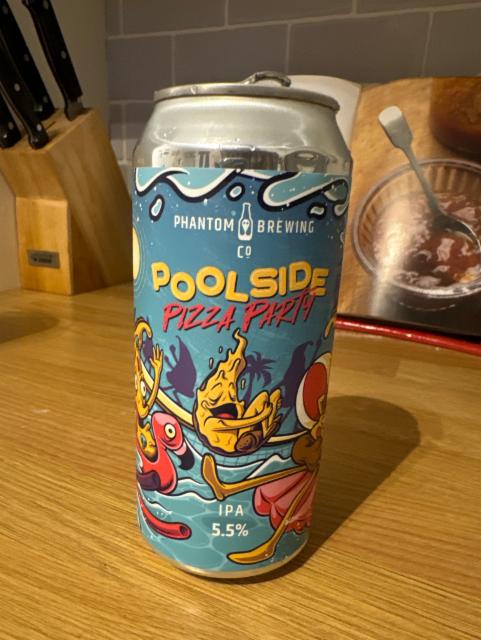 PHANTOM BREWING
CO
POOLSIDE
PIZZA PARTY
IPA
5.5%